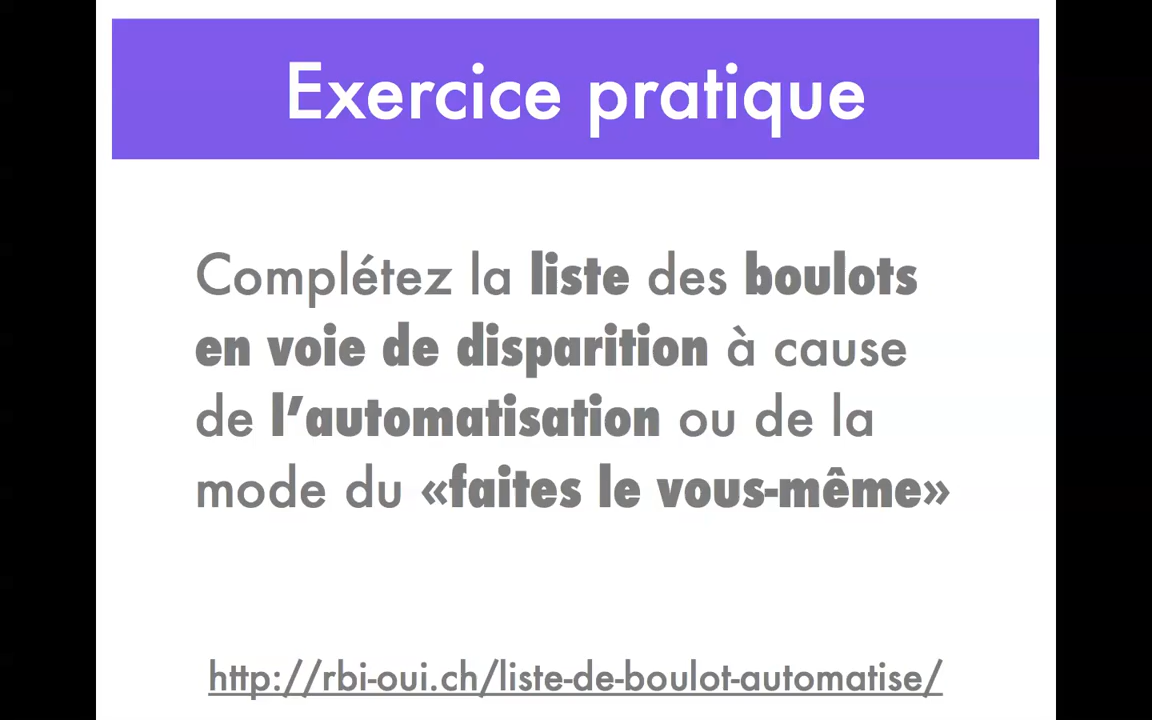 Exercice pratique
Complétez la liste des boulots
en voie de disparition à cause
de l’automatisation ou de la
mode du «faites le vous-même»
http://rbi-oui.ch/liste-de-boulot-automatise/